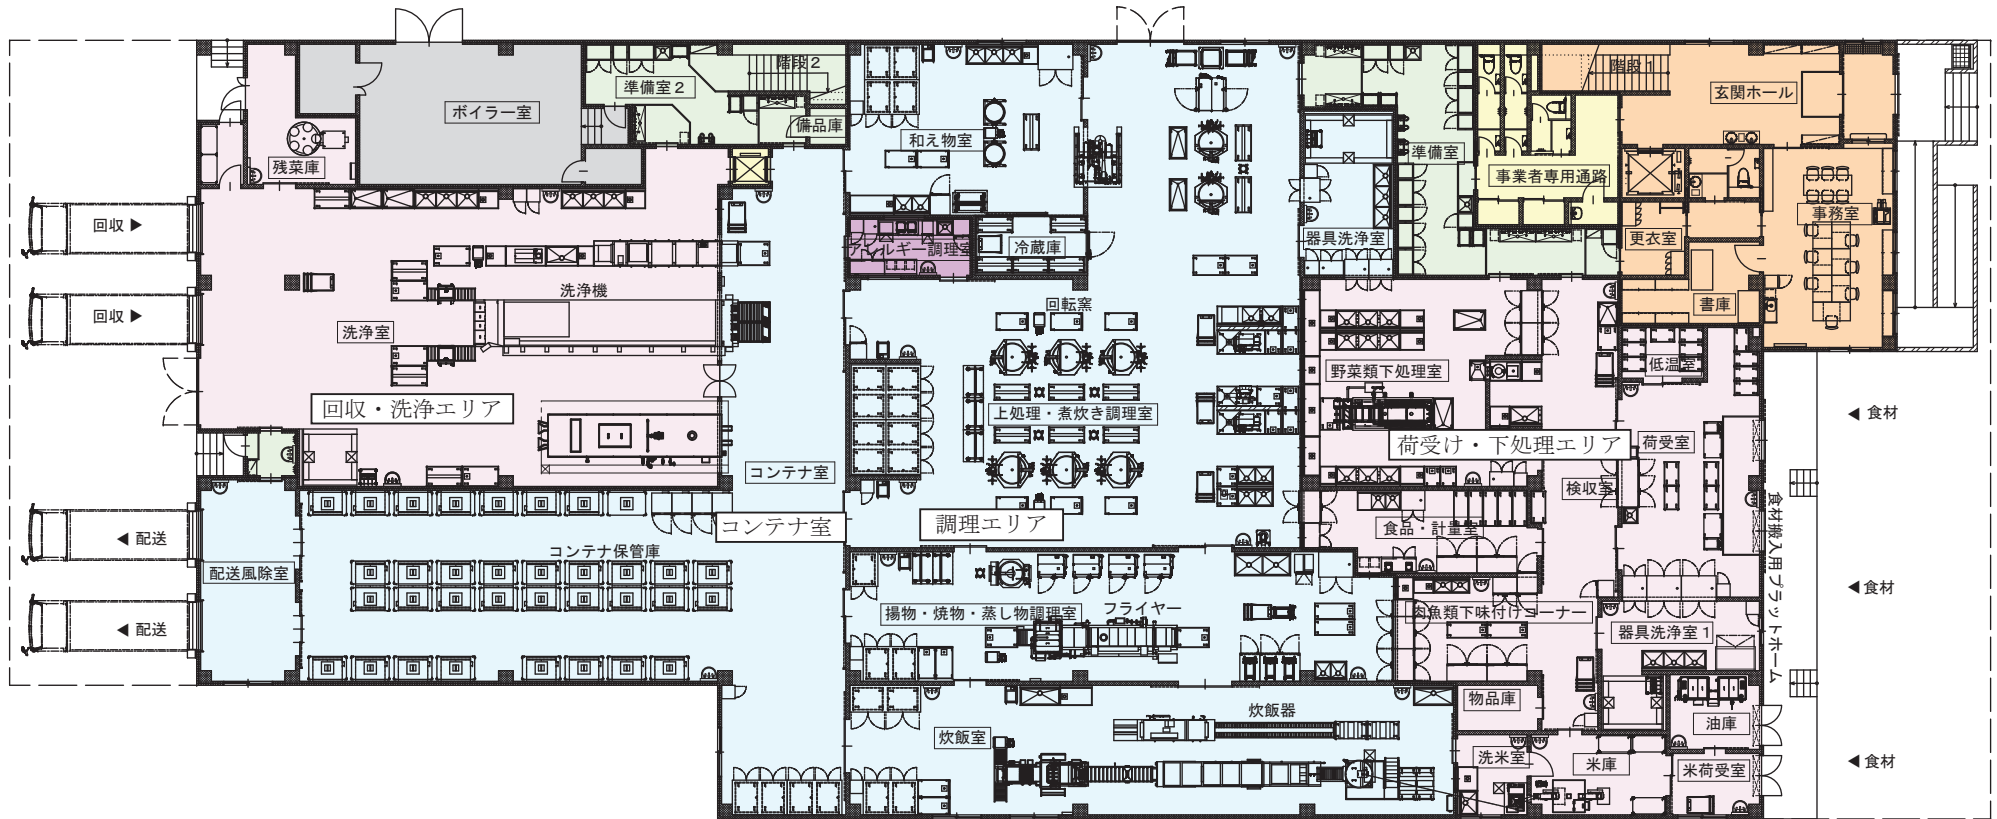 階段２
準備室２
備品庫
ボイラー室
残菜庫
和え物室
準備室
階段１
玄関ホール
事業者専用通路
事務室
更衣室
書庫
器具洗浄室
アレルギー調理室
冷蔵庫
回収 ▶
回収 ▶
洗浄機
洗浄室
回転窯
野菜類下処理室
低温室
回収・洗浄エリア
上処理・煮炊き調理室
荷受け・下処理エリア
荷受室
◀ 食材
コンテナ室
検収室
コンテナ室
調理エリア
食品・計量室
食材搬入用プラットホーム
◀ 配送
コンテナ保管庫
配送風除室
◀ 食材
揚物・焼物・蒸し物調理室
フライヤー
肉魚類下味付けコーナー
器具洗浄室１
◀ 配送
物品庫
油庫
炊飯器
炊飯室
洗米室
米庫
米荷受室
◀ 食材